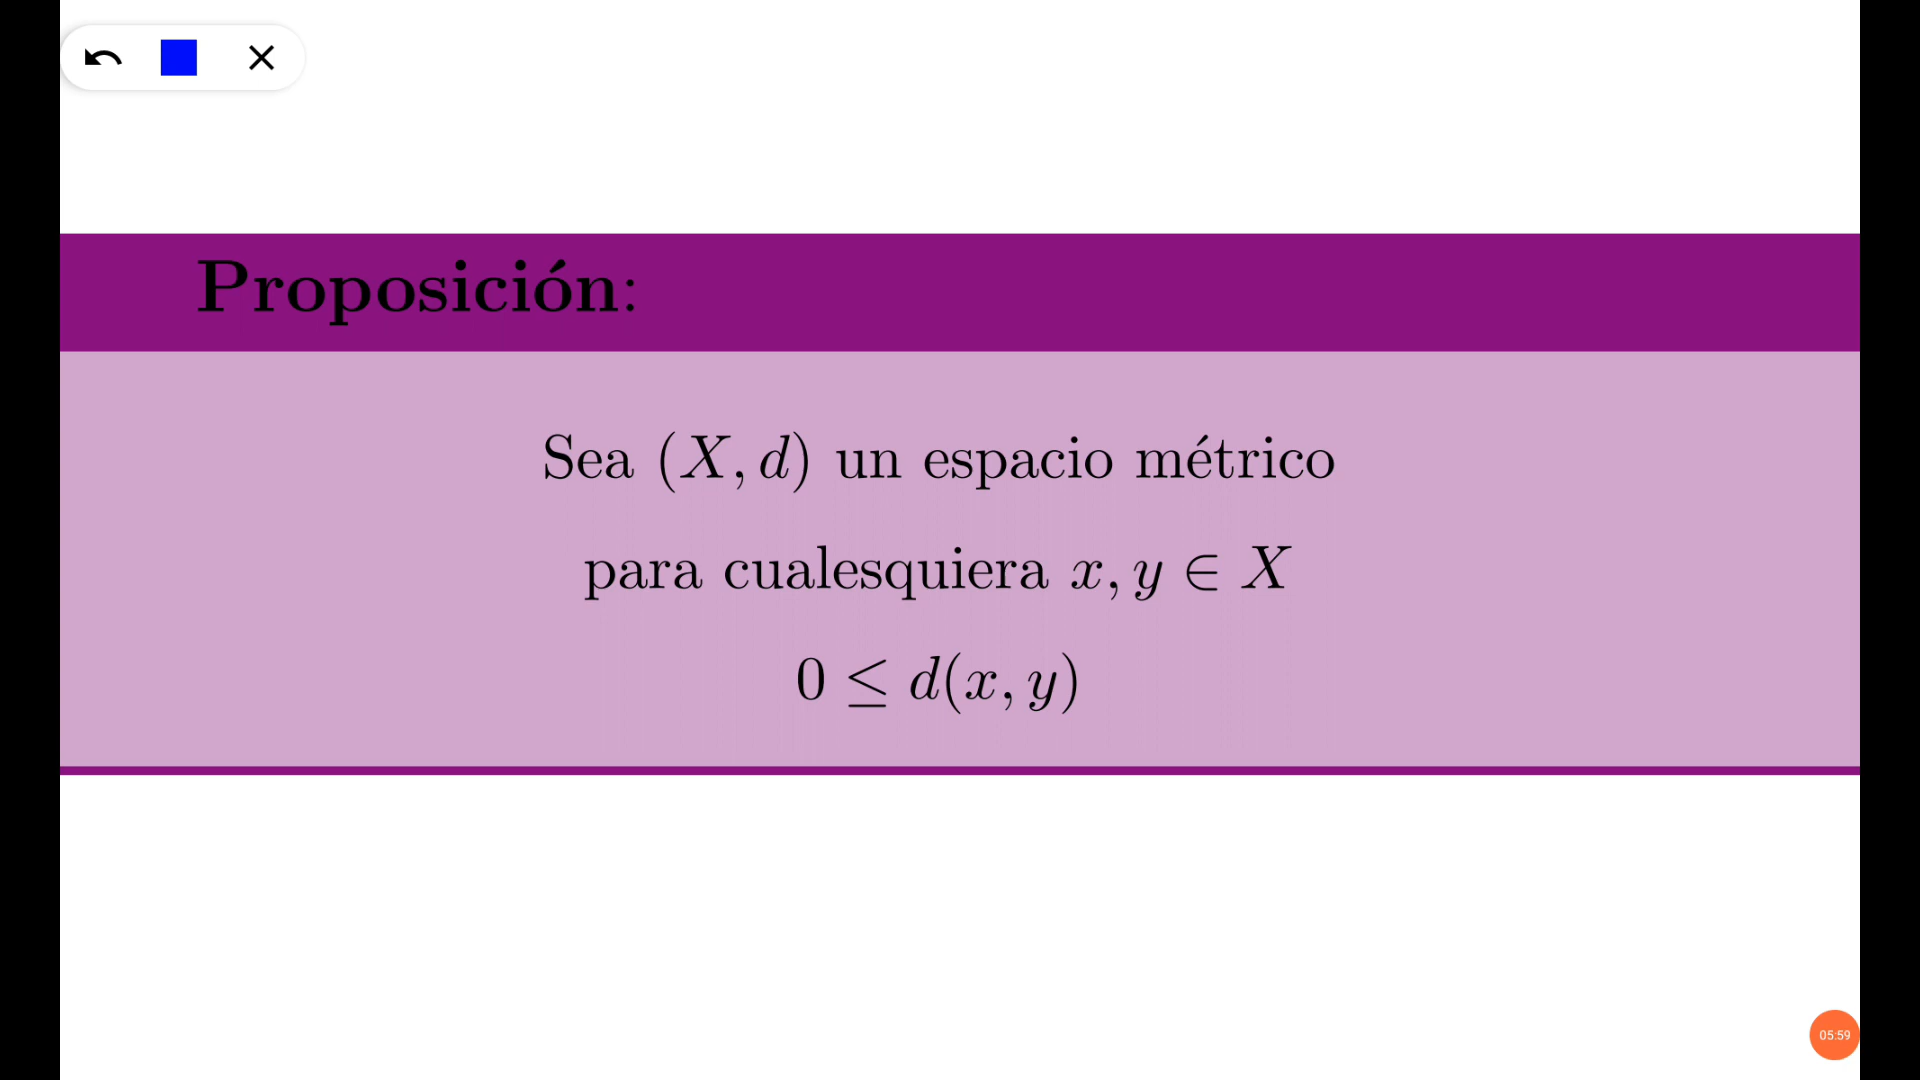 Proposición:
Sea (X, d) un espacio métrico
para cualesquiera x, y ∈ X
0 ≤ d(x, y)
05:59